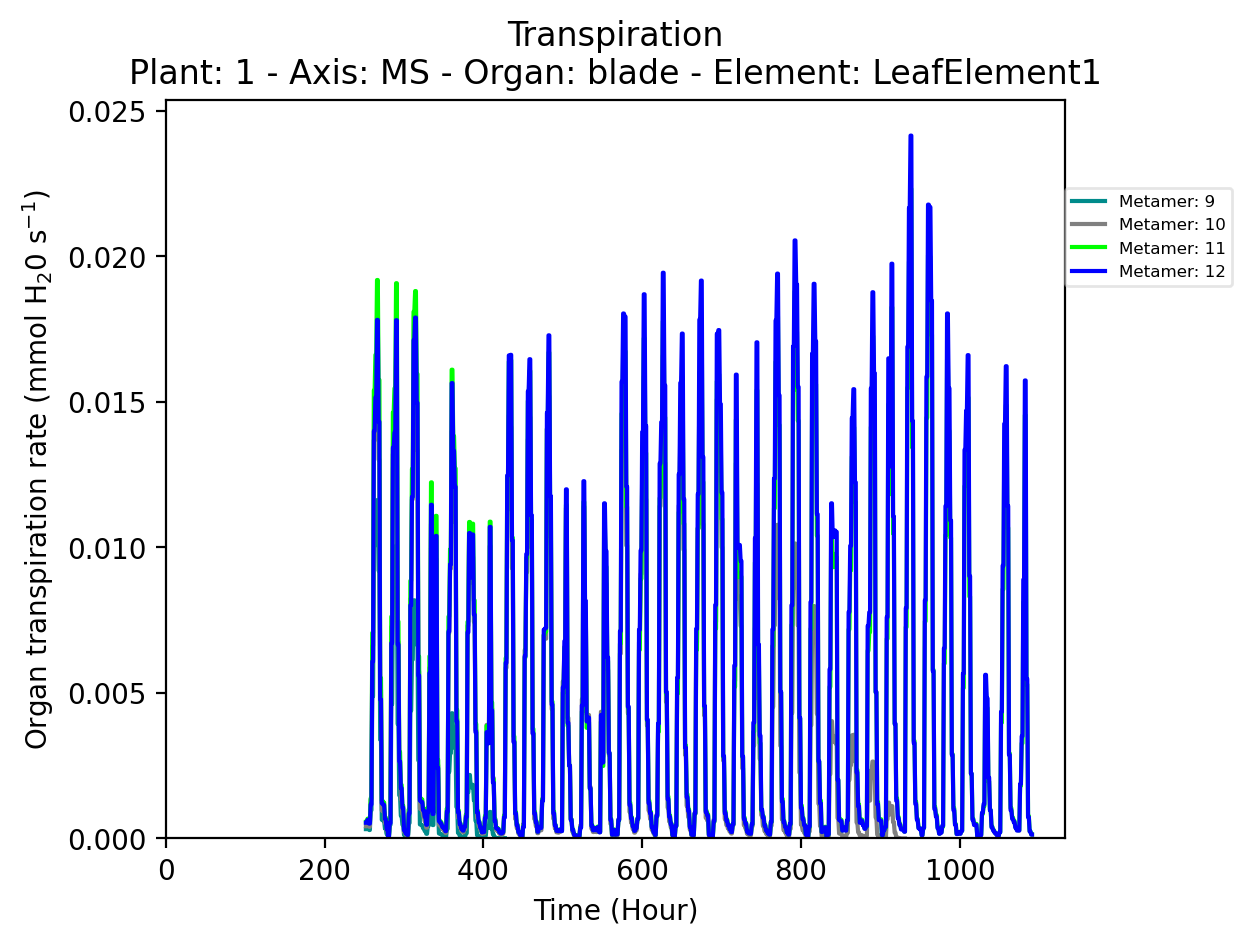 Transpiration
Plant: 1 - Axis: MS - Organ: blade - Element: LeafElement1
Organ transpiration rate (mmol H₂0 s⁻¹)
0.025
0.020
0.015
0.010
0.005
0.000
0 200 400 600 800 1000
Time (Hour)
Metamer: 9
Metamer: 10
Metamer: 11
Metamer: 12